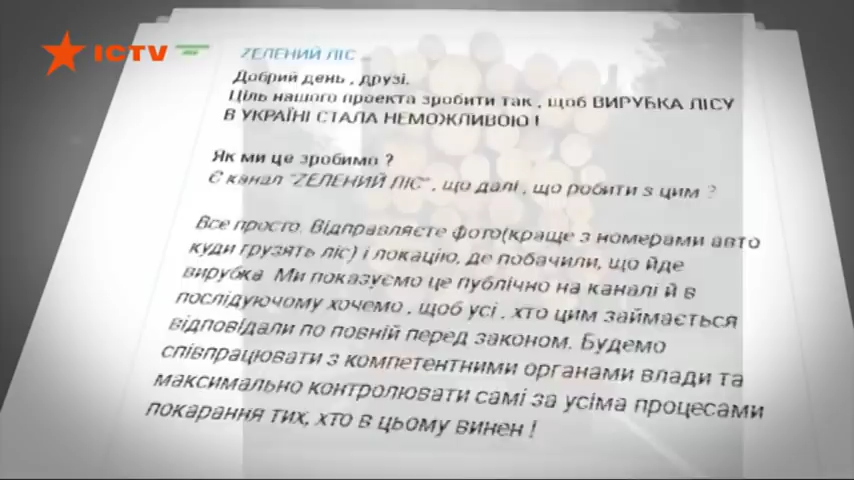 ICTV
ZЕЛЕНИЙ ЛІС
Добрий день , друзі.
Ціль нашого проекта зробити так , щоб ВИРУБКА ЛІСУ
В УКРАЇНІ СТАЛА НЕМОЖЛИВОЮ !
Як ми це зробимо ?
Є канал "ZЕЛЕНИЙ ЛІС" , що далі , що робити з цим ?
Все просто. Відправляєте фото(краще з номерами авто
куди грузять ліс) і локацію, де побачили, що йде
вирубка. Ми показуємо це публічно на каналі й в
послідуючому хочемо , щоб усі , хто цим займається
відповідали по повній перед законом. Будемо
співпрацювати з компетентними органами влади та
максимально контролювати самі за усіма процесами
покарання тих, хто в цьому винен !